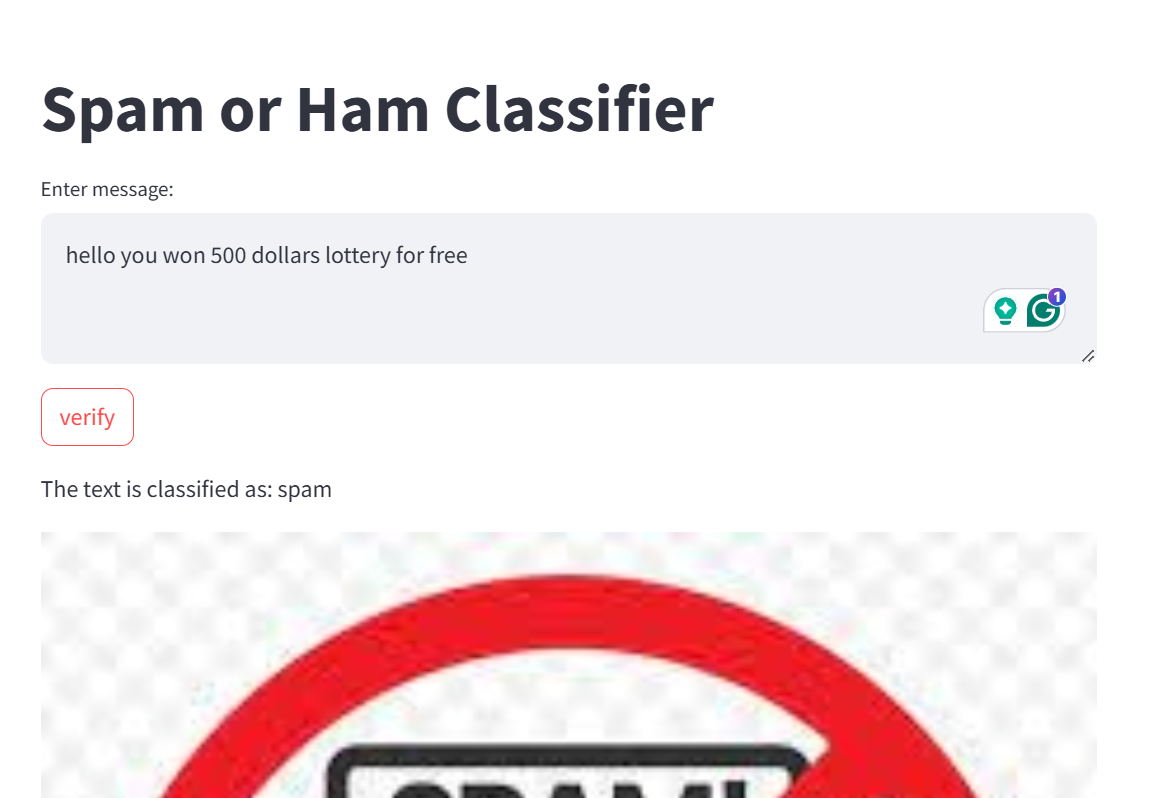 Spam or Ham Classifier
Enter message:
hello you won 500 dollars lottery for free
1
verify
The text is classified as: spam
SPAM!